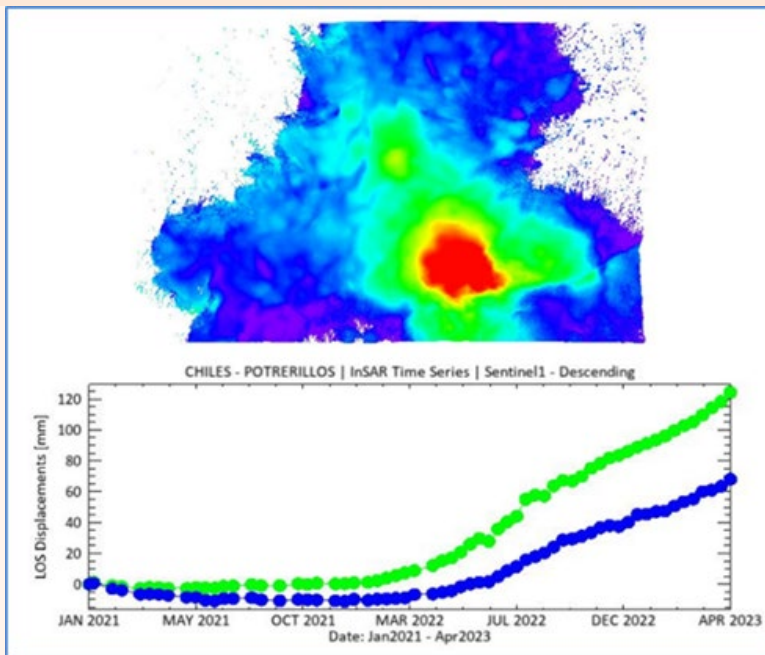 CHILES - POTRERILLOS | InSAR Time Series | Sentinel1 - Descending
LOS Displacements [mm]
120
100
80
60
40
20
0
JAN 2021 MAY 2021 OCT 2021 MAR 2022 JUL 2022 DEC 2022 APR 2023
Date: Jan2021 - Apr2023